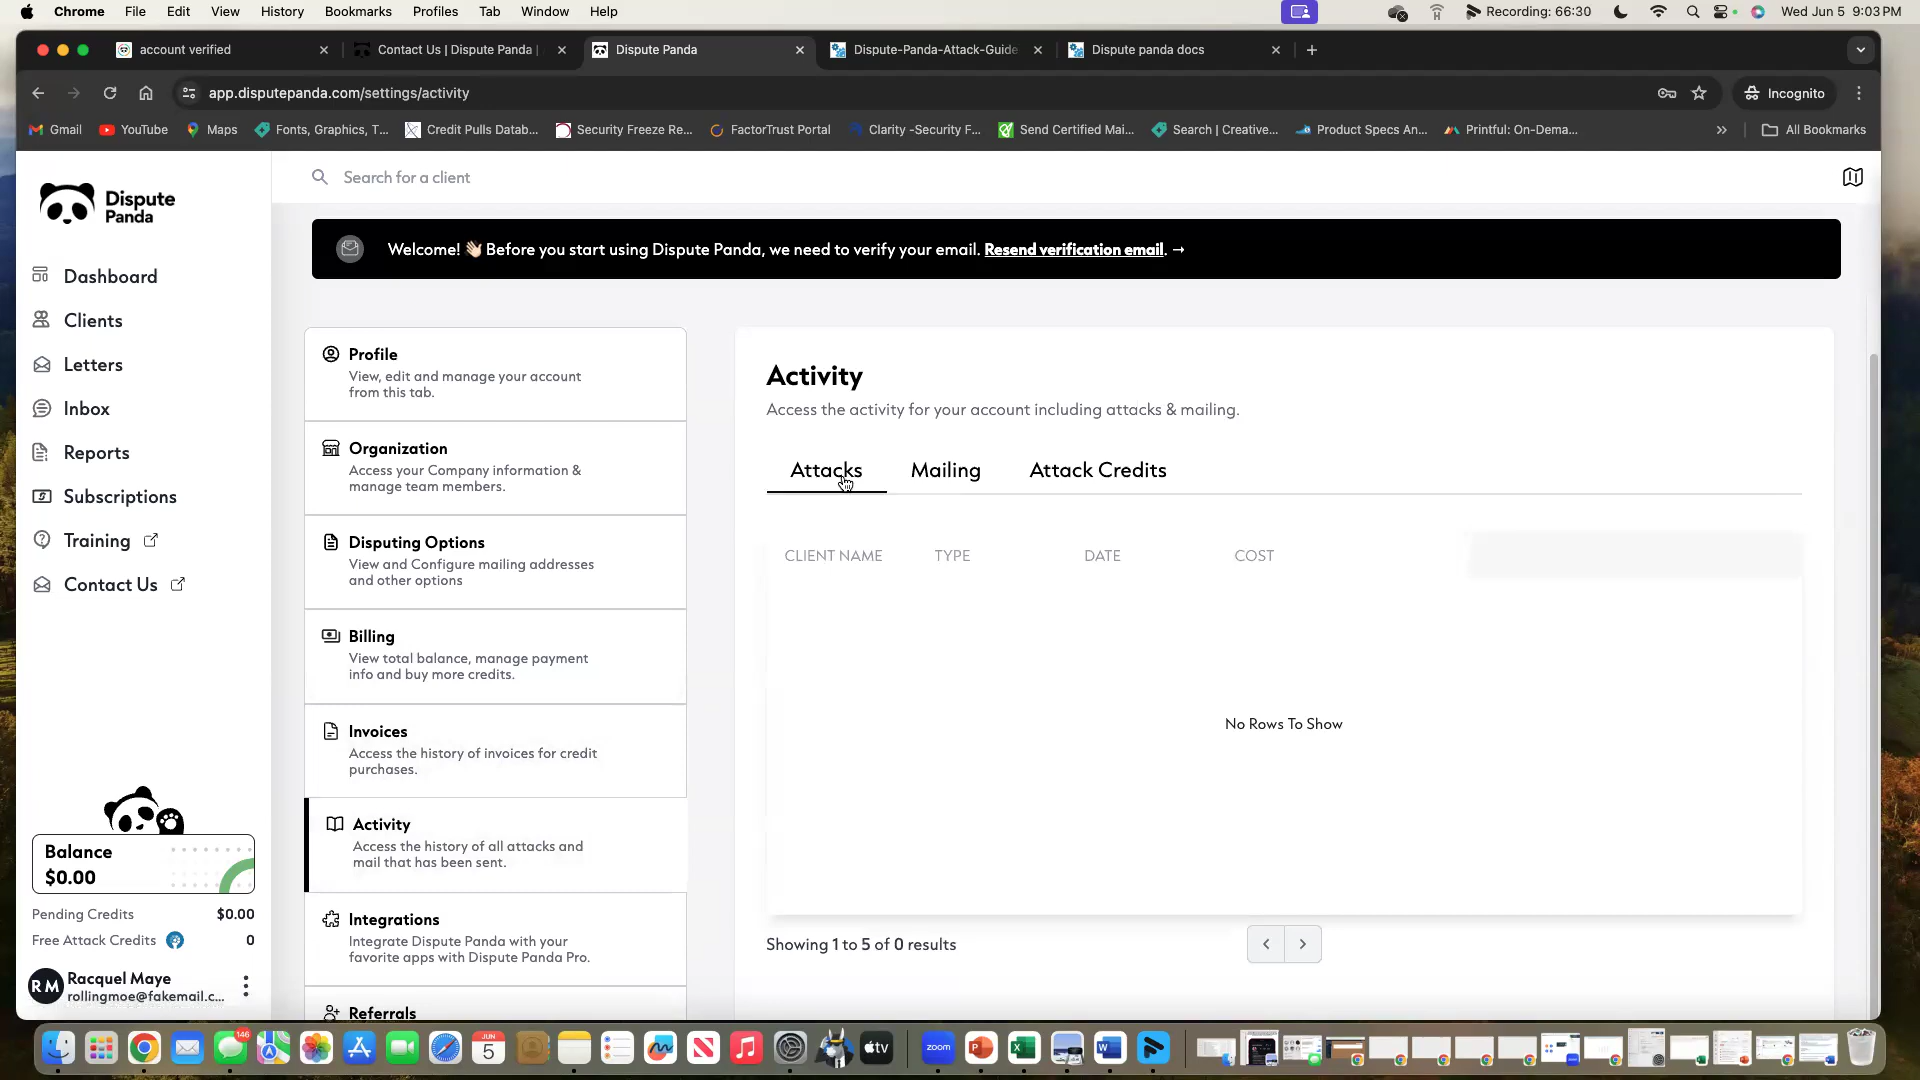 Chrome File Edit View History Bookmarks Profiles Tab Window Help Recording: 66:30 Wed Jun 5 9:03 PM
account verified Contact Us | Dispute Panda | Dispute Panda Dispute-Panda-Attack-Guide Dispute panda docs
app.disputepanda.com/settings/activity Incognito
Gmail YouTube Maps Fonts, Graphics, T... Credit Pulls Datab... Security Freeze Re... FactorTrust Portal Clarity -Security F... Send Certified Mai... Search | Creative... Product Specs An... Printful: On-Dema... All Bookmarks
Dispute
Panda
Search for a client
Welcome! 👋🏻 Before you start using Dispute Panda, we need to verify your email. Resend verification email. →
Dashboard
Clients
Letters
Inbox
Reports
Subscriptions
Training
Contact Us
Balance
$0.00
Pending Credits $0.00
Free Attack Credits 0
RM Racquel Maye
rollingmoe@fakemail.c...
Profile
View, edit and manage your account
from this tab.
Organization
Access your Company information &
manage team members.
Disputing Options
View and Configure mailing addresses
and other options
Billing
View total balance, manage payment
info and buy more credits.
Invoices
Access the history of invoices for credit
purchases.
Activity
Access the history of all attacks and
mail that has been sent.
Integrations
Integrate Dispute Panda with your
favorite apps with Dispute Panda Pro.
Referrals
Activity
Access the activity for your account including attacks & mailing.
Attacks Mailing Attack Credits
CLIENT NAME TYPE DATE COST
No Rows To Show
Showing 1 to 5 of 0 results
146
JUN
5
tv
zoom